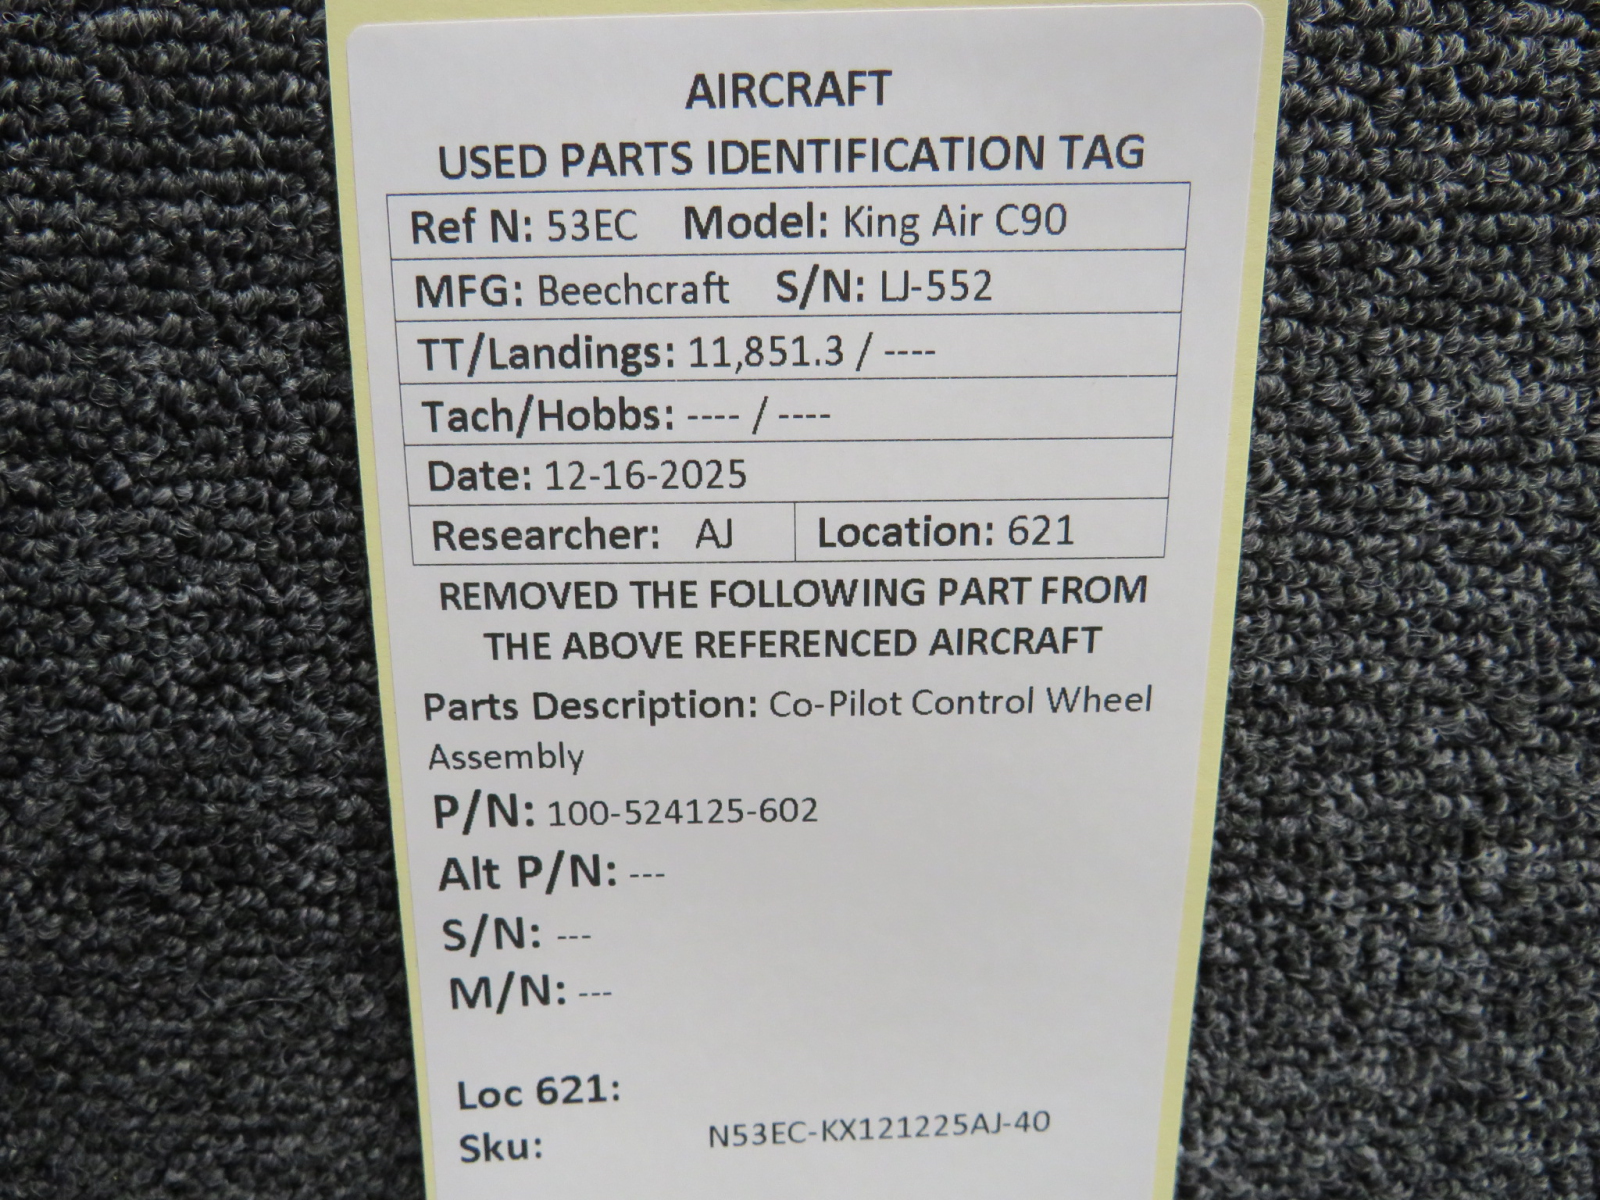 AIRCRAFT
USED PARTS IDENTIFICATION TAG
Ref N: 53EC Model: King Air C90
MFG: Beechcraft S/N: LJ-552
TT/Landings: 11,851.3 / ----
Tach/Hobbs: ---- / ----
Date: 12-16-2025
Researcher: AJ Location: 621
REMOVED THE FOLLOWING PART FROM
THE ABOVE REFERENCED AIRCRAFT
Parts Description: Co-Pilot Control Wheel
Assembly
P/N: 100-524125-602
Alt P/N: ---
S/N: ---
M/N: ---
Loc 621:
Sku: N53EC-KX121225AJ-40